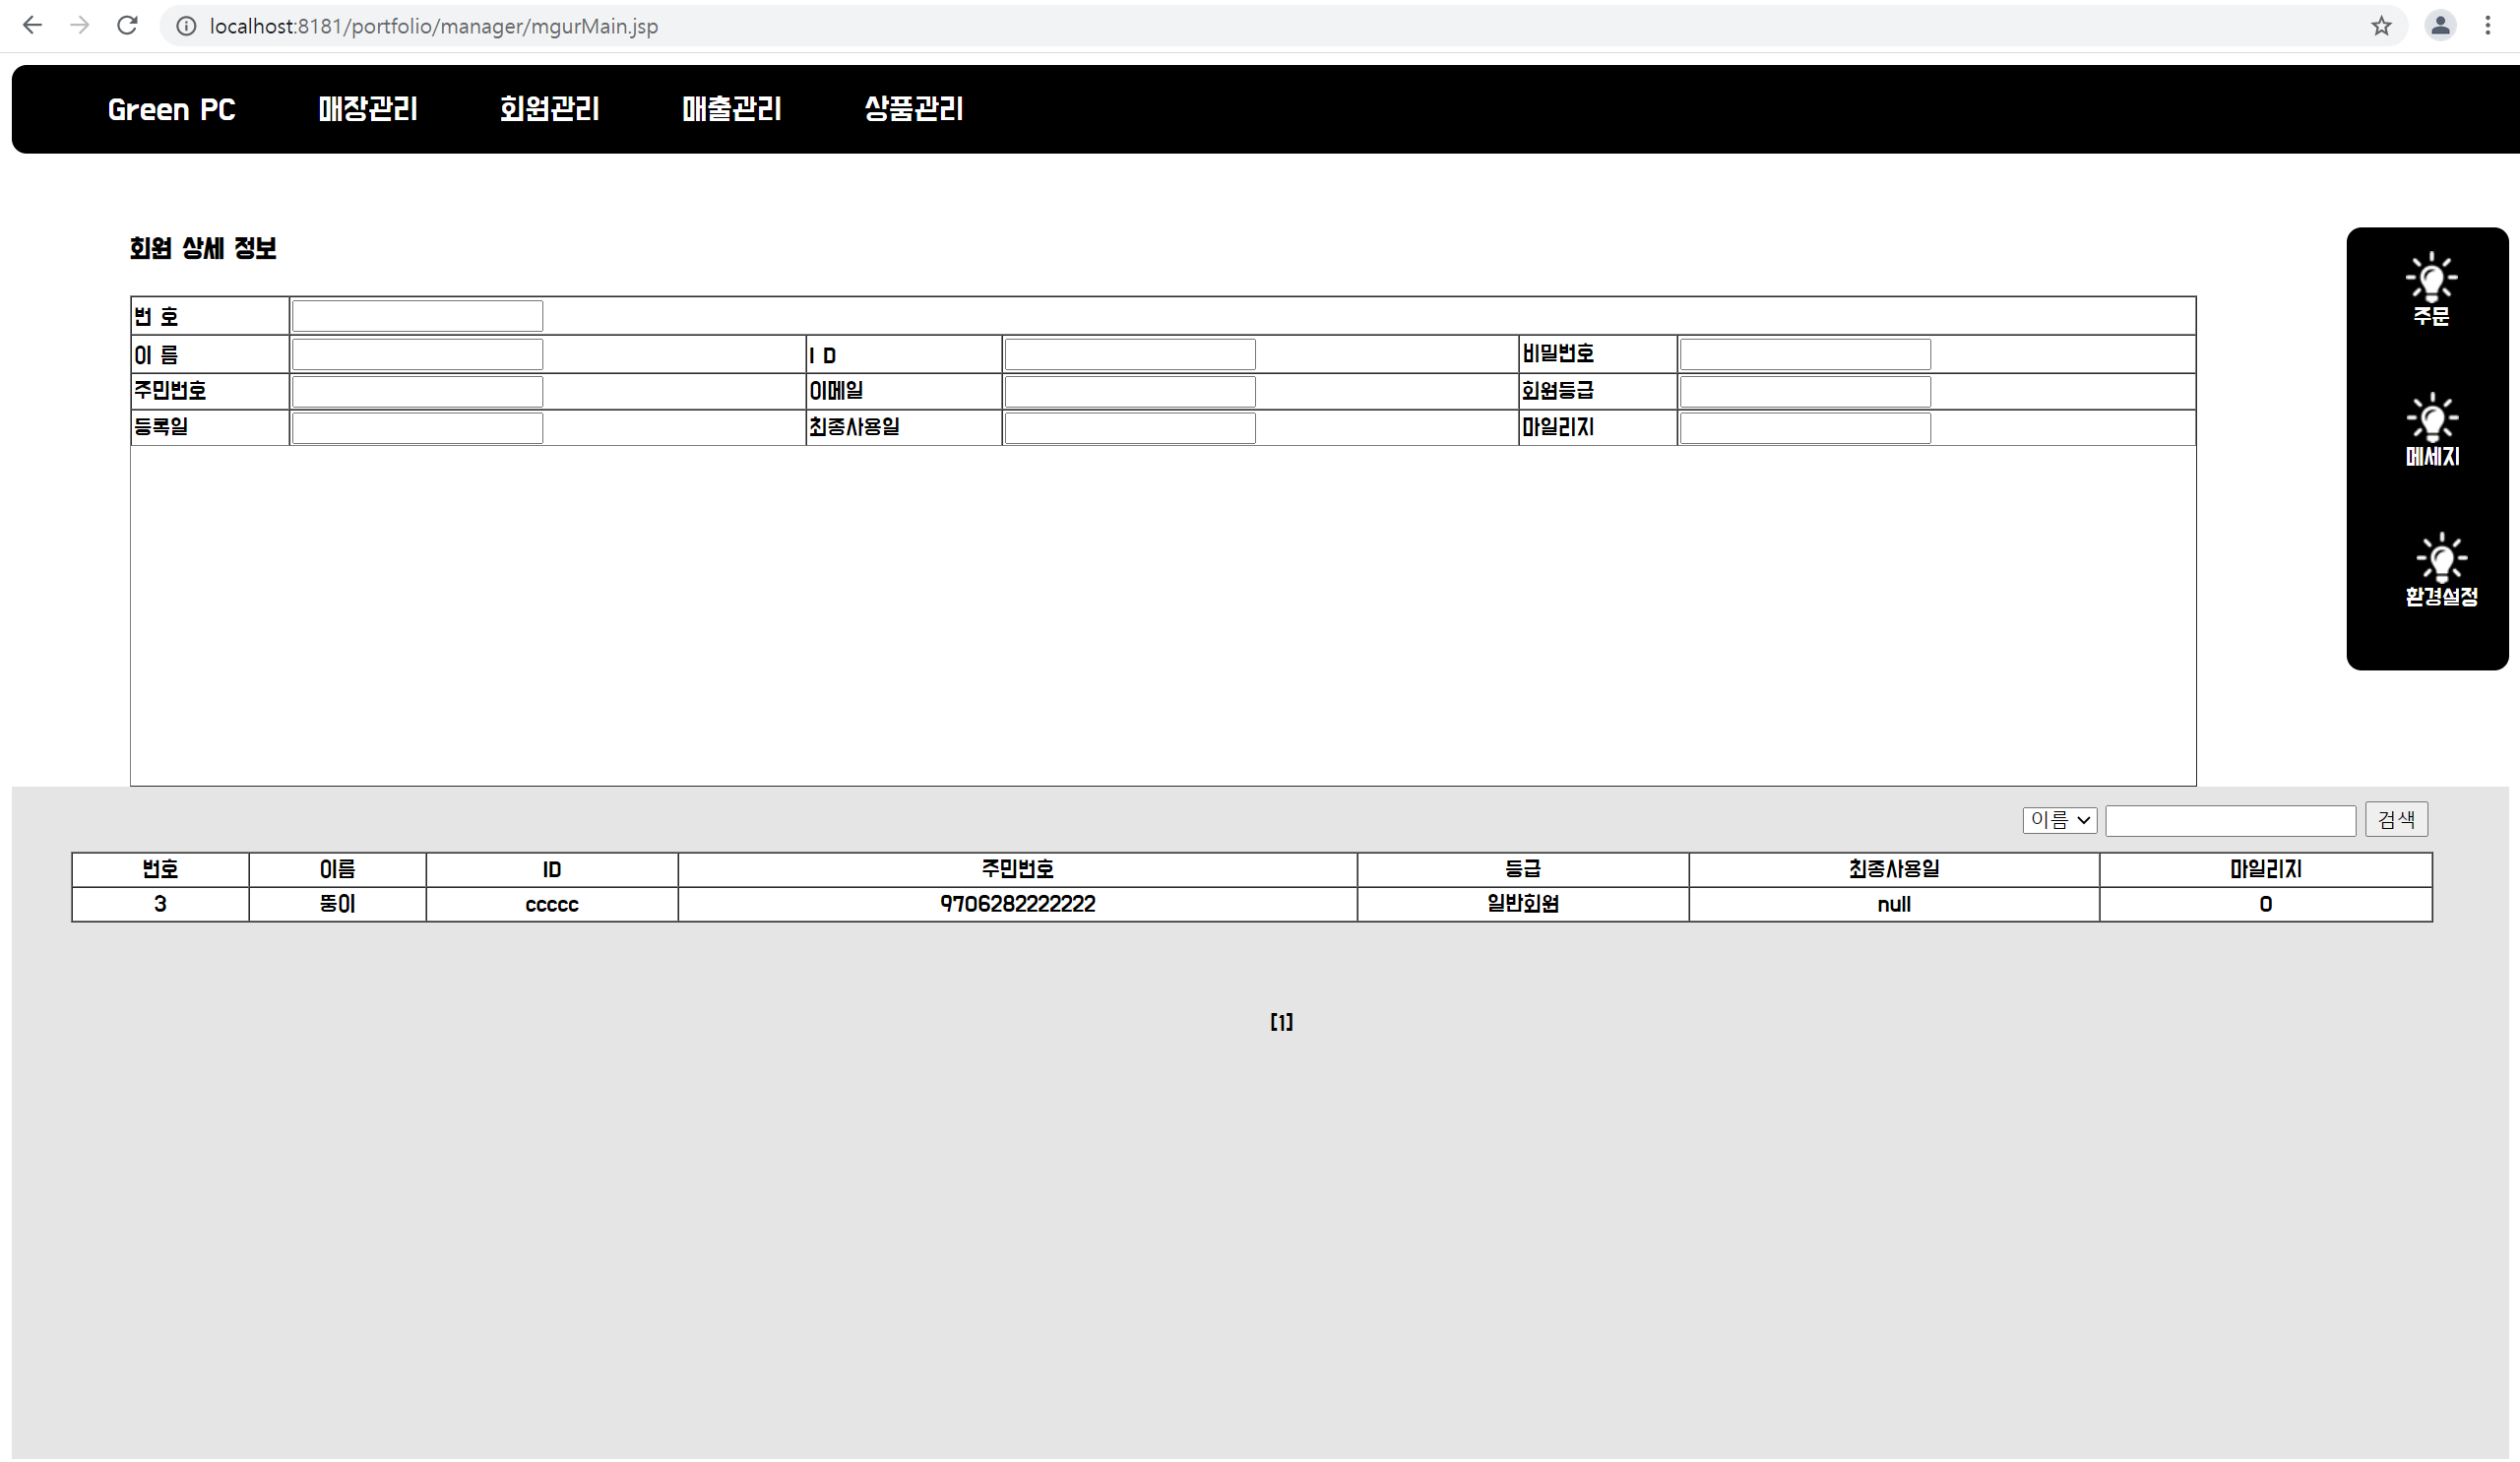 localhost:8181/portfolio/manager/mgurMain.jsp
Green PC 매장관리 회원관리 매출관리 상품관리
회원 상세 정보
번 호
이 름 I D 비밀번호
주민번호 이메일 회원등급
등록일 최종사용일 마일리지
주문
메세지
환경설정
이름 검색
번호 이름 ID 주민번호 등급 최종사용일 마일리지
3 뚱이 ccccc 9706282222222 일반회원 null 0
[1]